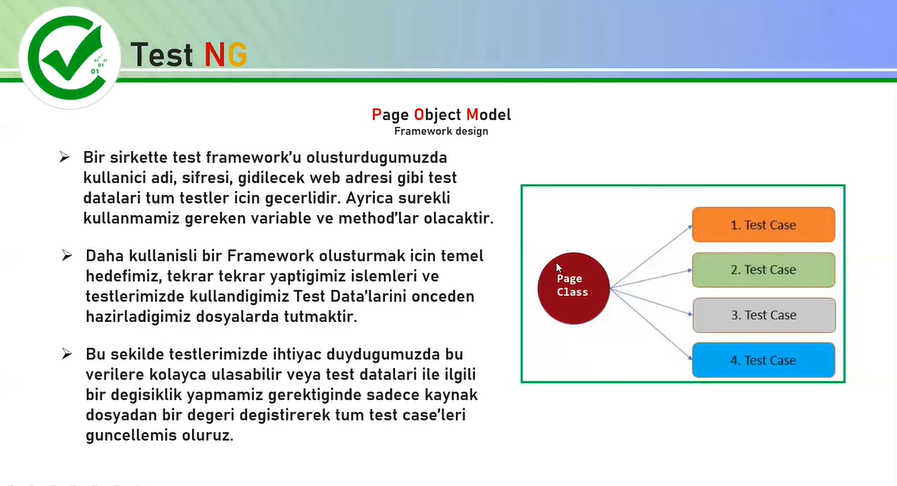 Test NG
01 01
01
01
Page Object Model
Framework design
➢ Bir sirkette test framework'u olusturdugumuzda
kullanici adi, sifresi, gidilecek web adresi gibi test
datalari tum testler icin gecerlidir. Ayrica surekli
kullanmamiz gereken variable ve method'lar olacaktir.
➢ Daha kullanisli bir Framework olusturmak icin temel
hedefimiz, tekrar tekrar yaptigimiz islemleri ve
testlerimizde kullandigimiz Test Data'larini onceden
hazirladigimiz dosyalarda tutmaktir.
➢ Bu sekilde testlerimizde ihtiyac duydugumuzda bu
verilere kolayca ulasabilir veya test datalari ile ilgili
bir degisiklik yapmamiz gerektiginde sadece kaynak
dosyadan bir degeri degistirerek tum test case'leri
guncellemis oluruz.
Page
Class
1. Test Case
2. Test Case
3. Test Case
4. Test Case